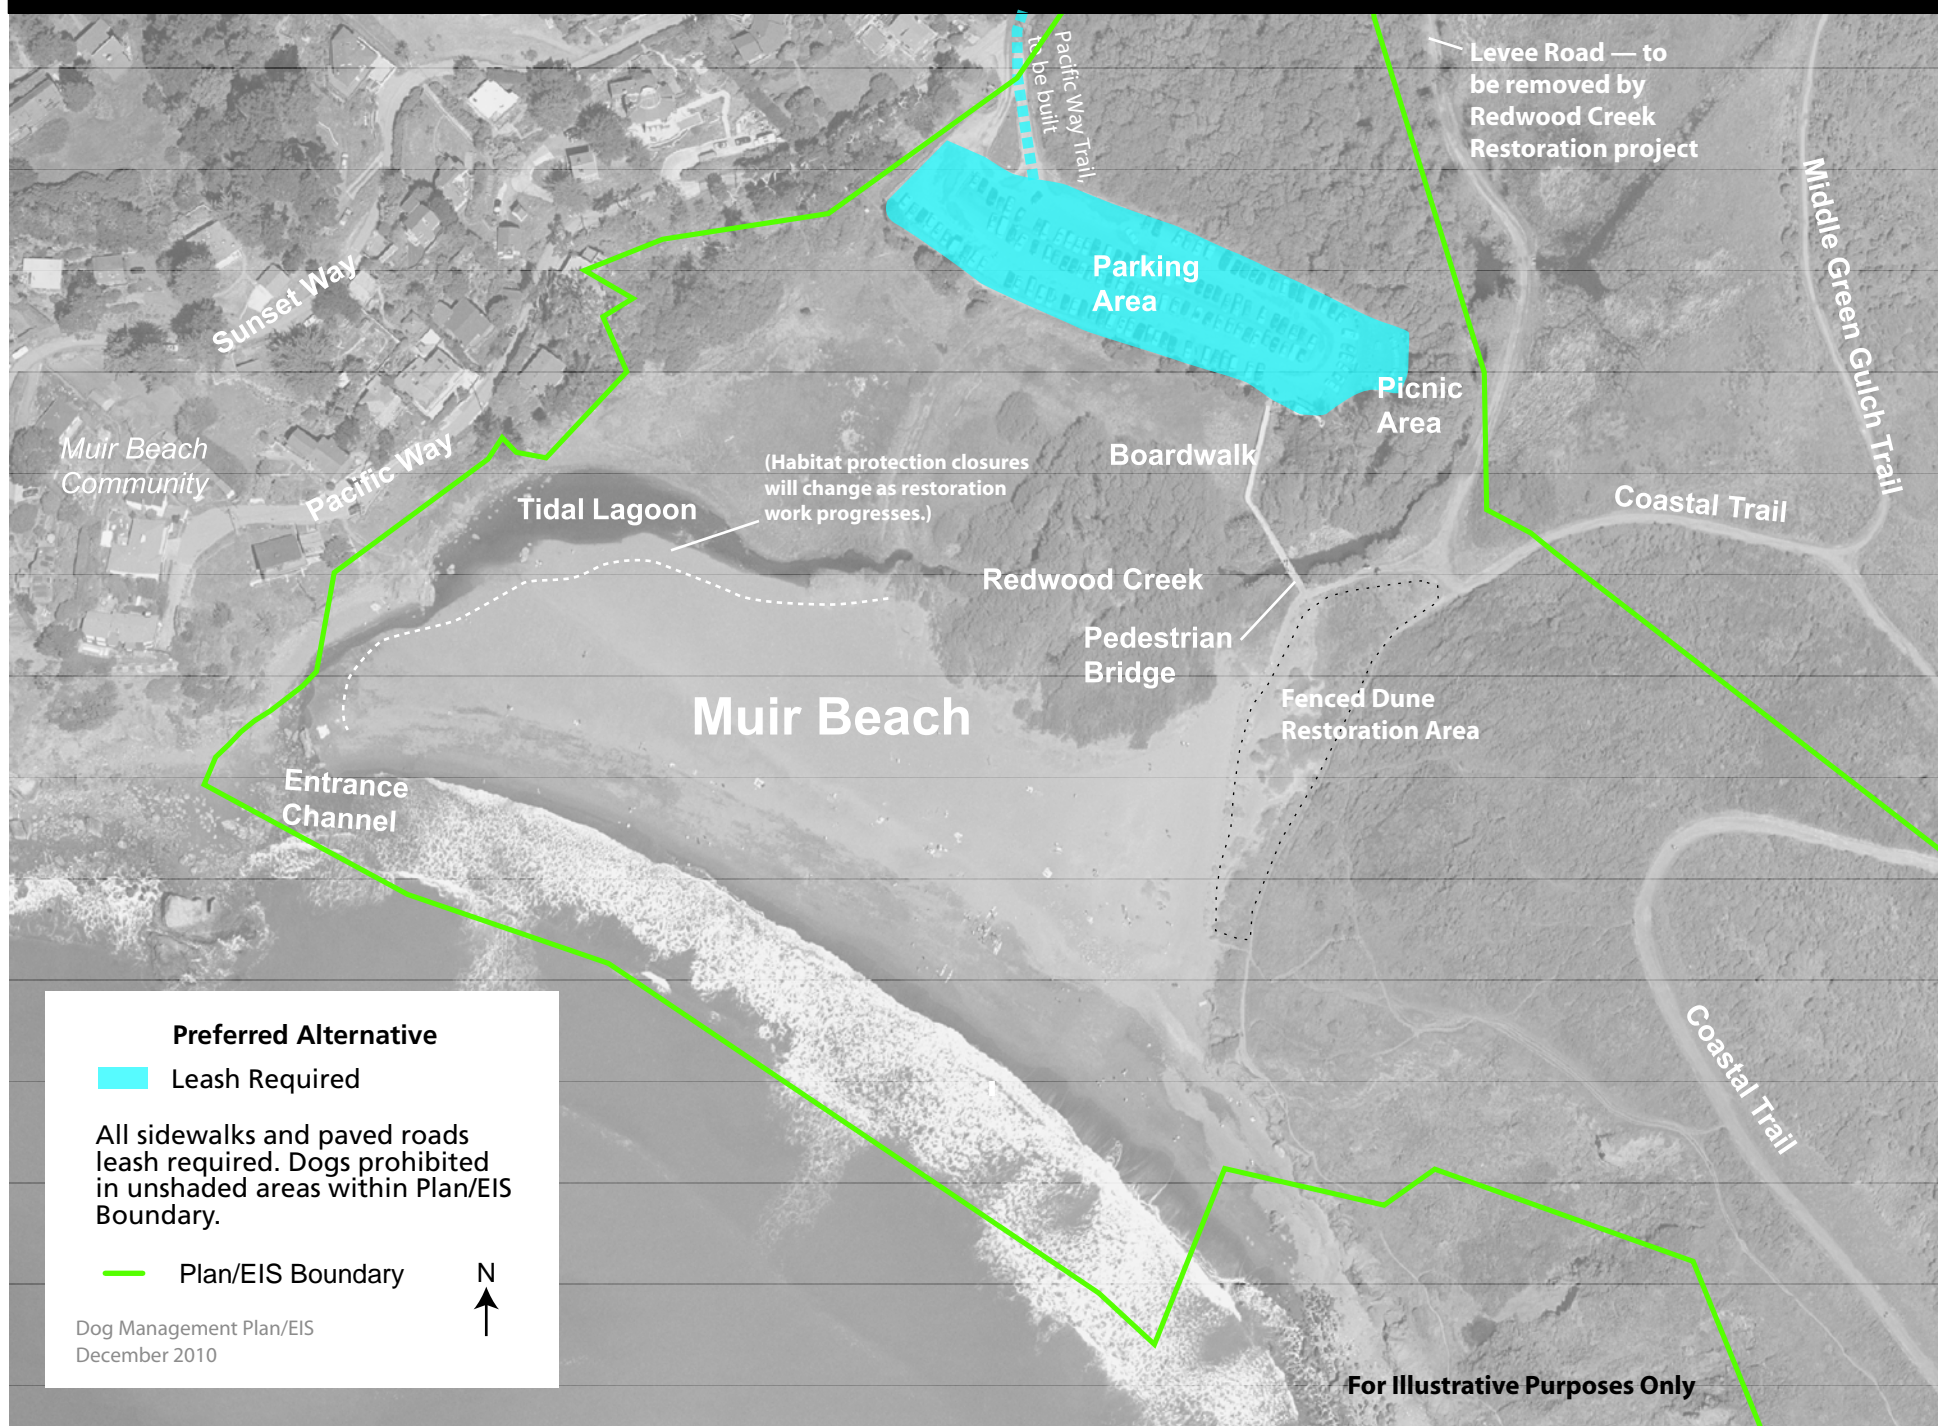 Pacific Way Trail,
to be built
Levee Road — to
be removed by
Redwood Creek
Restoration project
Middle Green Gulch Trail
Sunset Way
Parking
Area
Picnic
Area
Muir Beach
Community
Pacific Way
(Habitat protection closures
will change as restoration
work progresses.)
Boardwalk
Tidal Lagoon
Coastal Trail
Redwood Creek
Pedestrian
Bridge
Muir Beach
Fenced Dune
Restoration Area
Entrance
Channel
Coastal Trail
Preferred Alternative
Leash Required
All sidewalks and paved roads
leash required. Dogs prohibited
in unshaded areas within Plan/EIS
Boundary.
Plan/EIS Boundary
N
Dog Management Plan/EIS
December 2010
For Illustrative Purposes Only